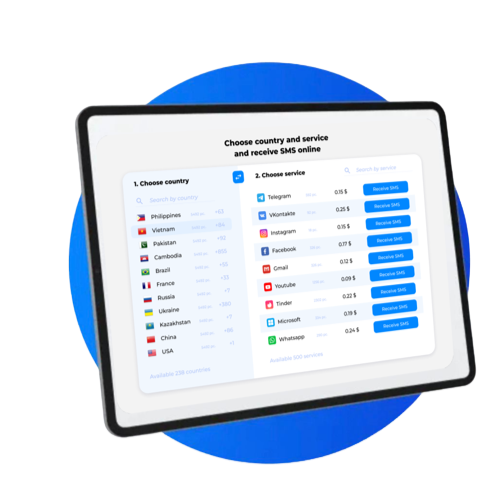 Choose country and service
and receive SMS online
1. Choose country
Search by country
Philippines +63
Vietnam +84
Pakistan +92
Cambodia +855
Brazil +55
France +33
Russia +7
Ukraine +380
Kazakhstan +7
China +86
USA +1
Available 238 countries
2. Choose service
Search by service
Telegram 0.15 $ Receive SMS
VKontakte 0.25 $ Receive SMS
Instagram 0.15 $ Receive SMS
Facebook 0.17 $ Receive SMS
Gmail 0.12 $ Receive SMS
Youtube 0.09 $ Receive SMS
Tinder 0.22 $ Receive SMS
Microsoft 0.19 $ Receive SMS
Whatsapp 0.24 $ Receive SMS